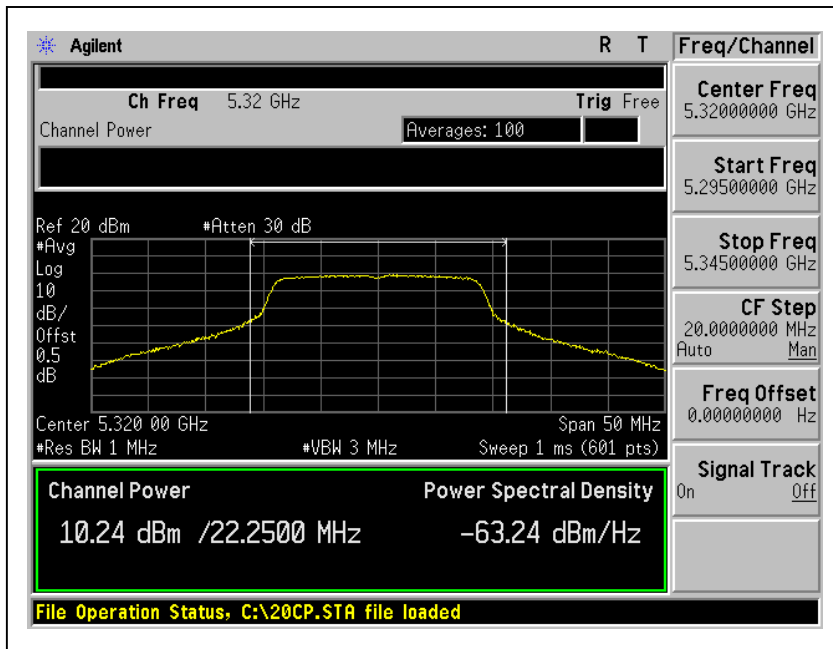 Agilent R T Freq/Channel
Ch Freq 5.32 GHz Trig Free
Channel Power Averages: 100
Center Freq
5.32000000 GHz
Start Freq
5.29500000 GHz
Stop Freq
5.34500000 GHz
CF Step
20.0000000 MHz
Auto Man
Freq Offset
0.00000000 Hz
Signal Track
On Off
Ref 20 dBm #Atten 30 dB
#Avg
Log
10
dB/
Offst
0.5
dB
Center 5.320 00 GHz Span 50 MHz
#Res BW 1 MHz #VBW 3 MHz Sweep 1 ms (601 pts)
Channel Power Power Spectral Density
10.24 dBm /22.2500 MHz -63.24 dBm/Hz
File Operation Status, C:\20CP.STA file loaded